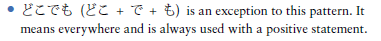 • どこでも (どこ + で + も) is an exception to this pattern. It
means everywhere and is always used with a positive statement.